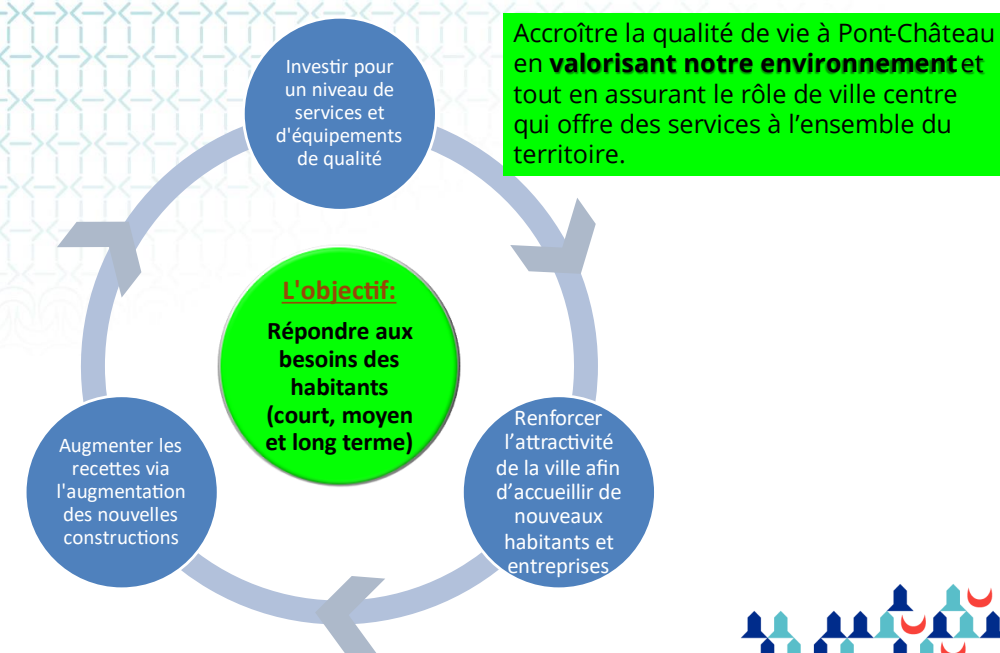 Accroître la qualité de vie à Pont-Château
en valorisant notre environnement et
tout en assurant le rôle de ville centre
qui offre des services à l’ensemble du
territoire.
Investir pour
un niveau de
services et
d'équipements
de qualité
L'objectif:
Répondre aux
besoins des
habitants
(court, moyen
et long terme)
Renforcer
l’attractivité
de la ville afin
d’accueillir de
nouveaux
habitants et
entreprises
Augmenter les
recettes via
l'augmentation
des nouvelles
constructions